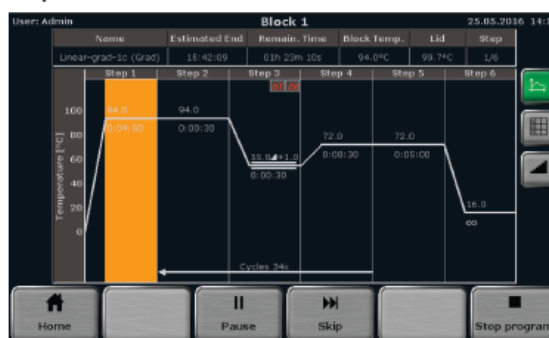 User: Admin Block 1 25.05.2016 14:1
Name Estimated End Remain. Time Block Temp. Lid Step
Linear-grad-1c (Grad) 15:42:09 01h 23m 10s 94.0°C 99.7°C 1/6
Step 1 Step 2 Step 3 Step 4 Step 5 Step 6
Temperature [°C]
100
80
60
40
20
0
94.0 94.0
0:04:50 0:00:30
55.0 +1.0
0:00:30
72.0 72.0
0:00:30 0:05:00
16.0
∞
Cycles 34x
Home Pause Skip Stop program